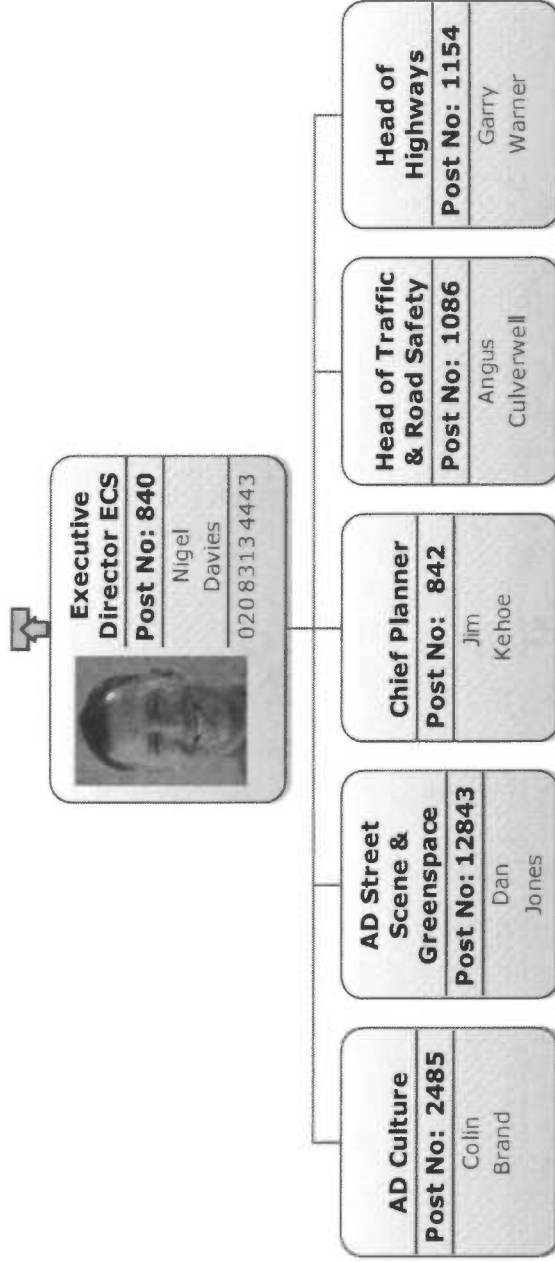 Executive
Director ECS
Post No: 840
Nigel
Davies
020 8313 4443
AD Culture
Post No: 2485
Colin
Brand
AD Street
Scene &
Greenspace
Post No: 12843
Dan
Jones
Chief Planner
Post No: 842
Jim
Kehoe
Head of Traffic
& Road Safety
Post No: 1086
Angus
Culverwell
Head of
Highways
Post No: 1154
Garry
Warner